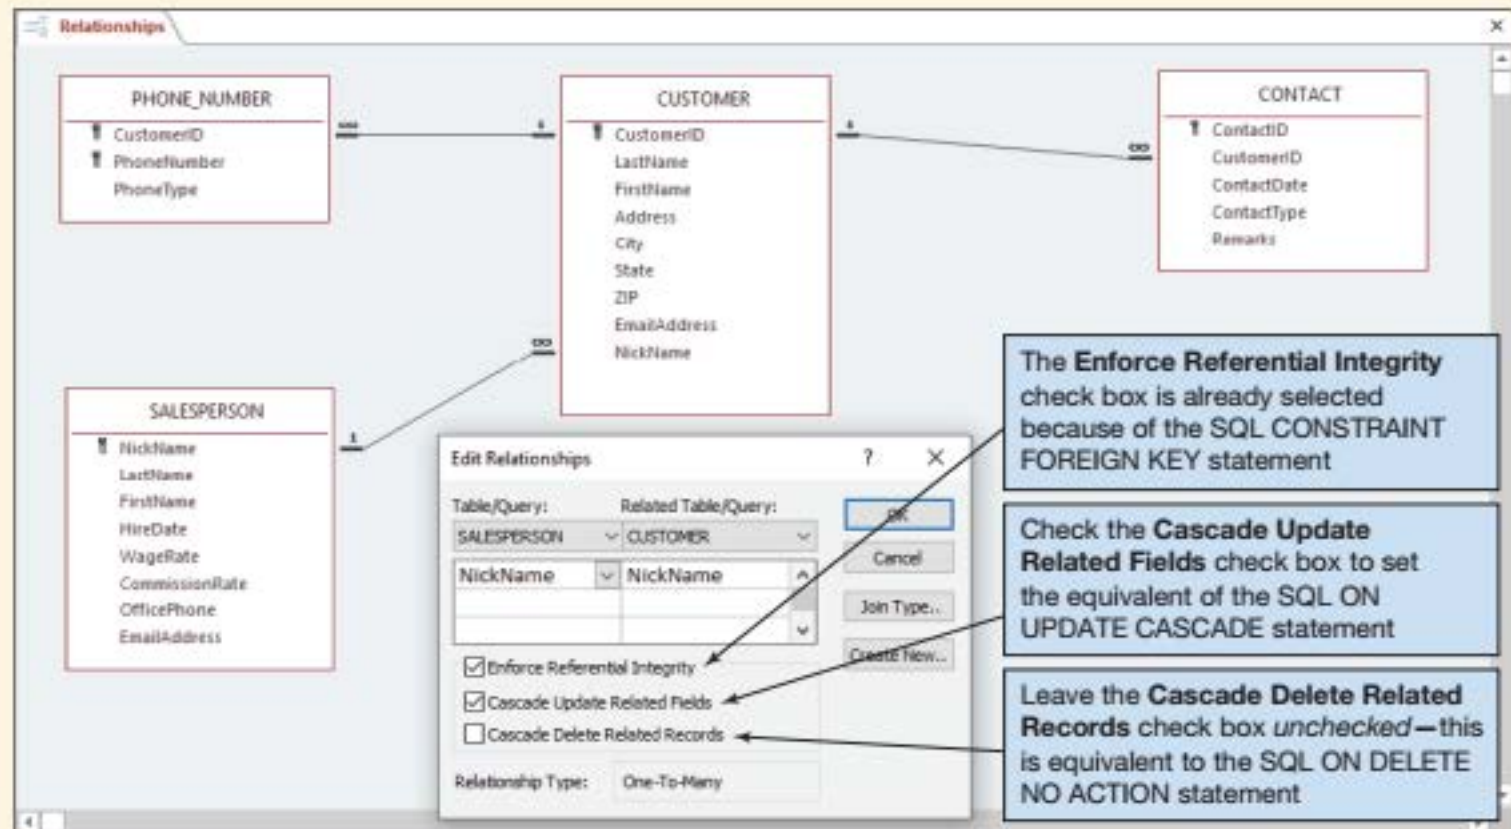 Relationships
PHONE_NUMBER
CustomerID
PhoneNumber
PhoneType
CUSTOMER
CustomerID
LastName
FirstName
Address
City
State
ZIP
EmailAddress
NickName
CONTACT
ContactID
CustomerID
ContactDate
ContactType
Remarks
SALESPERSON
NickName
LastName
FirstName
HireDate
WageRate
CommissionRate
OfficePhone
EmailAddress
1
∞
1
∞
∞
1
Edit Relationships ? ×
Table/Query: Related Table/Query:
SALESPERSON CUSTOMER
NickName NickName
OK
Cancel
Join Type..
Create New..
Enforce Referential Integrity
Cascade Update Related Fields
Cascade Delete Related Records
Relationship Type: One-To-Many
The Enforce Referential Integrity
check box is already selected
because of the SQL CONSTRAINT
FOREIGN KEY statement
Check the Cascade Update
Related Fields check box to set
the equivalent of the SQL ON
UPDATE CASCADE statement
Leave the Cascade Delete Related
Records check box unchecked—this
is equivalent to the SQL ON DELETE
NO ACTION statement